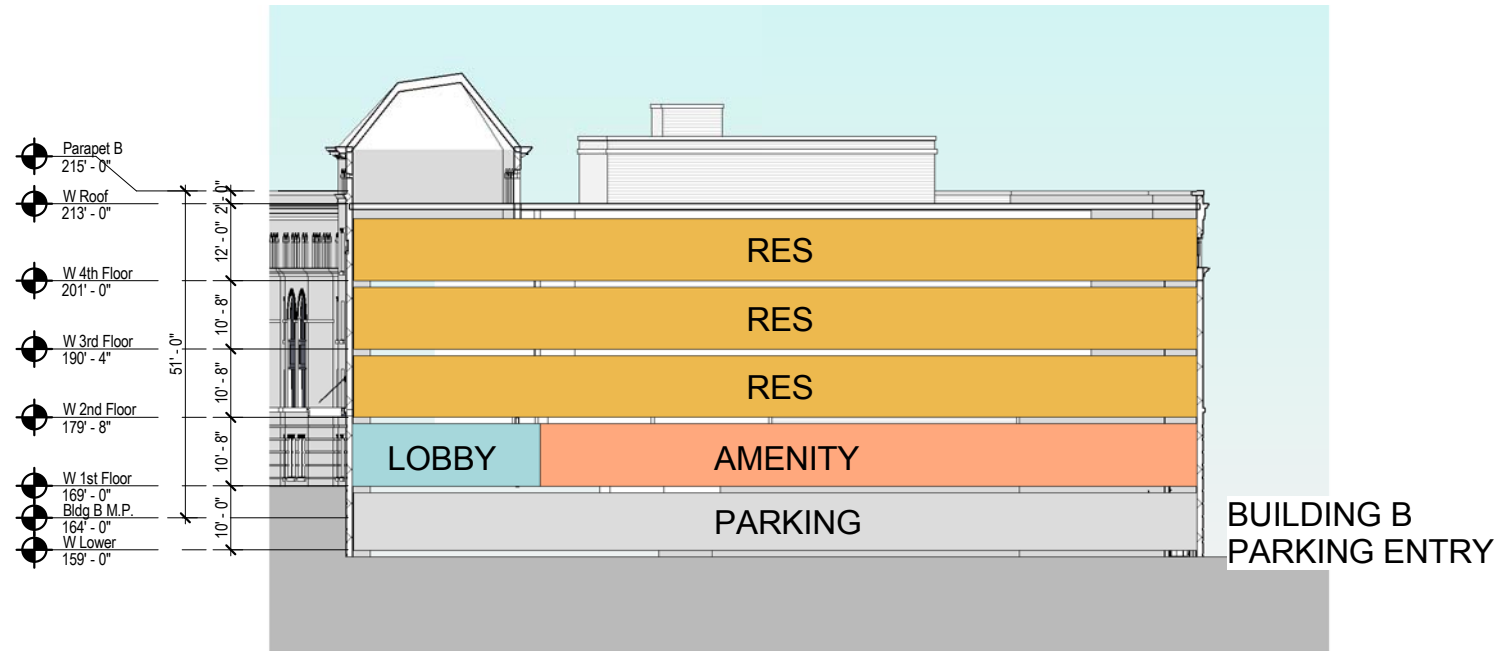 Parapet B
215' - 0"
W Roof
213' - 0"
W 4th Floor
201' - 0"
W 3rd Floor
190' - 4"
W 2nd Floor
179' - 8"
W 1st Floor
169' - 0"
Bldg B M.P.
164' - 0"
W Lower
159' - 0"
51' - 0"
2' - 0"
12' - 0"
10' - 8"
10' - 8"
10' - 8"
10' - 0"
RES
RES
RES
LOBBY
AMENITY
PARKING
BUILDING B
PARKING ENTRY